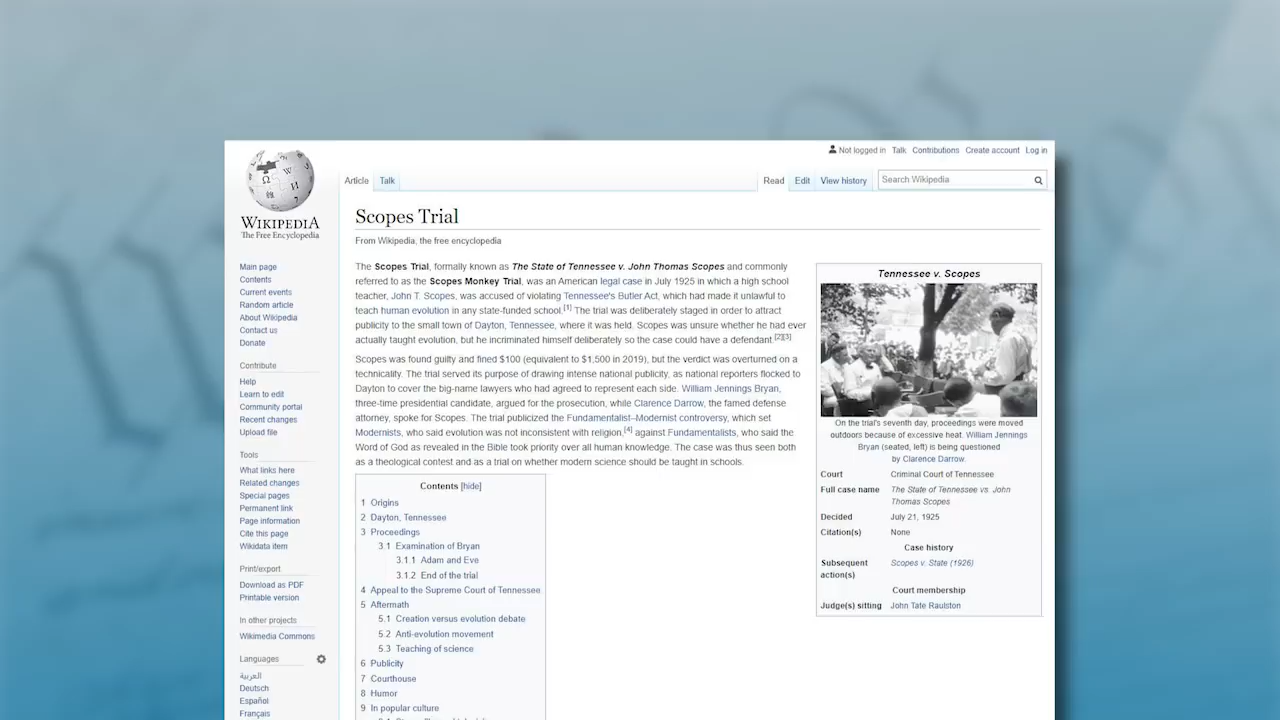 Not logged in Talk Contributions Create account Log in
Article Talk Read Edit View history Search Wikipedia
WIKIPEDIA
The Free Encyclopedia
Main page
Contents
Current events
Random article
About Wikipedia
Contact us
Donate
Contribute
Help
Learn to edit
Community portal
Recent changes
Upload file
Tools
What links here
Related changes
Special pages
Permanent link
Page information
Cite this page
Wikidata item
Print/export
Download as PDF
Printable version
In other projects
Wikimedia Commons
Languages
العربية
Deutsch
Español
Français
Scopes Trial
From Wikipedia, the free encyclopedia
The Scopes Trial, formally known as The State of Tennessee v. John Thomas Scopes and commonly
referred to as the Scopes Monkey Trial, was an American legal case in July 1925 in which a high school
teacher, John T. Scopes, was accused of violating Tennessee's Butler Act, which had made it unlawful to
teach human evolution in any state-funded school.[1] The trial was deliberately staged in order to attract
publicity to the small town of Dayton, Tennessee, where it was held. Scopes was unsure whether he had ever
actually taught evolution, but he incriminated himself deliberately so the case could have a defendant.[2][3]
Scopes was found guilty and fined $100 (equivalent to $1,500 in 2019), but the verdict was overturned on a
technicality. The trial served its purpose of drawing intense national publicity, as national reporters flocked to
Dayton to cover the big-name lawyers who had agreed to represent each side. William Jennings Bryan,
three-time presidential candidate, argued for the prosecution, while Clarence Darrow, the famed defense
attorney, spoke for Scopes. The trial publicized the Fundamentalist–Modernist controversy, which set
Modernists, who said evolution was not inconsistent with religion,[4] against Fundamentalists, who said the
Word of God as revealed in the Bible took priority over all human knowledge. The case was thus seen both
as a theological contest and as a trial on whether modern science should be taught in schools.
Contents [hide]
1 Origins
2 Dayton, Tennessee
3 Proceedings
3.1 Examination of Bryan
3.1.1 Adam and Eve
3.1.2 End of the trial
4 Appeal to the Supreme Court of Tennessee
5 Aftermath
5.1 Creation versus evolution debate
5.2 Anti-evolution movement
5.3 Teaching of science
6 Publicity
7 Courthouse
8 Humor
9 In popular culture
Tennessee v. Scopes
On the trial's seventh day, proceedings were moved
outdoors because of excessive heat. William Jennings
Bryan (seated, left) is being questioned
by Clarence Darrow.
Court Criminal Court of Tennessee
Full case name The State of Tennessee vs. John
Thomas Scopes
Decided July 21, 1925
Citation(s) None
Case history
Subsequent Scopes v. State (1926)
action(s)
Court membership
Judge(s) sitting John Tate Raulston